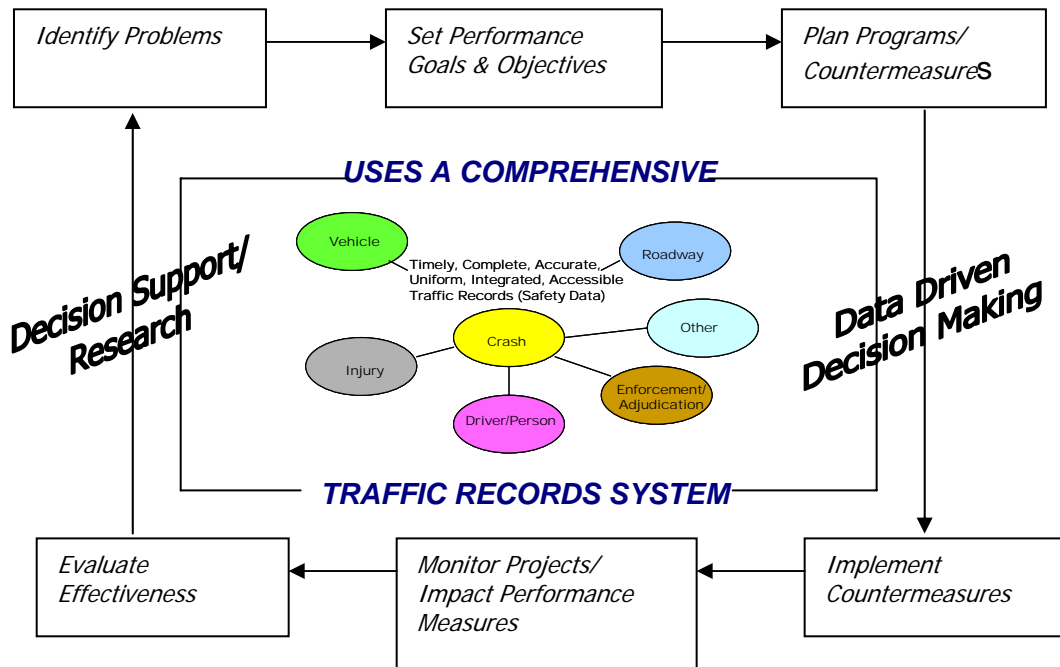 Identify Problems
Set Performance
Goals & Objectives
Plan Programs/
Countermeasures
USES A COMPREHENSIVE
Vehicle
Roadway
Timely, Complete, Accurate,
Uniform, Integrated, Accessible
Traffic Records (Safety Data)
Other
Crash
Injury
Enforcement/
Adjudication
Driver/Person
Decision Support/
Research
Data Driven
Decision Making
TRAFFIC RECORDS SYSTEM
Evaluate
Effectiveness
Monitor Projects/
Impact Performance
Measures
Implement
Countermeasures